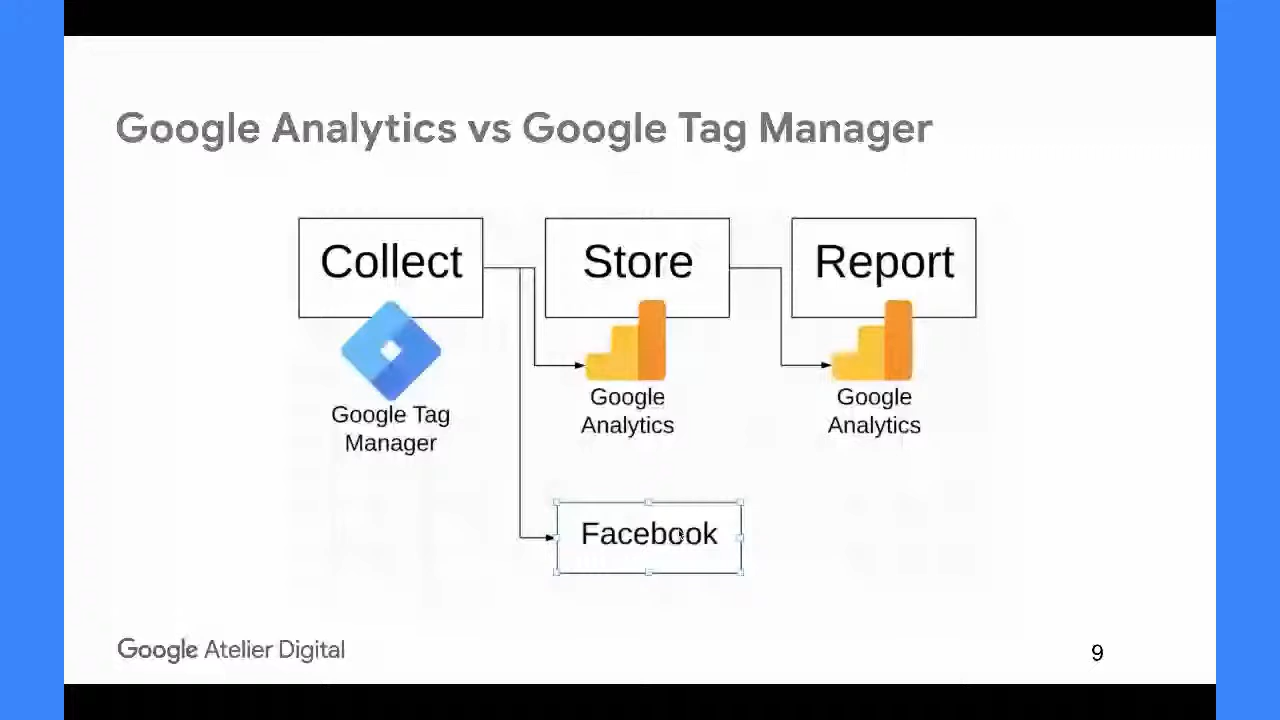 Google Analytics vs Google Tag Manager
Collect
Store
Report
Google Tag
Manager
Google
Analytics
Google
Analytics
Facebook
Google Atelier Digital
9